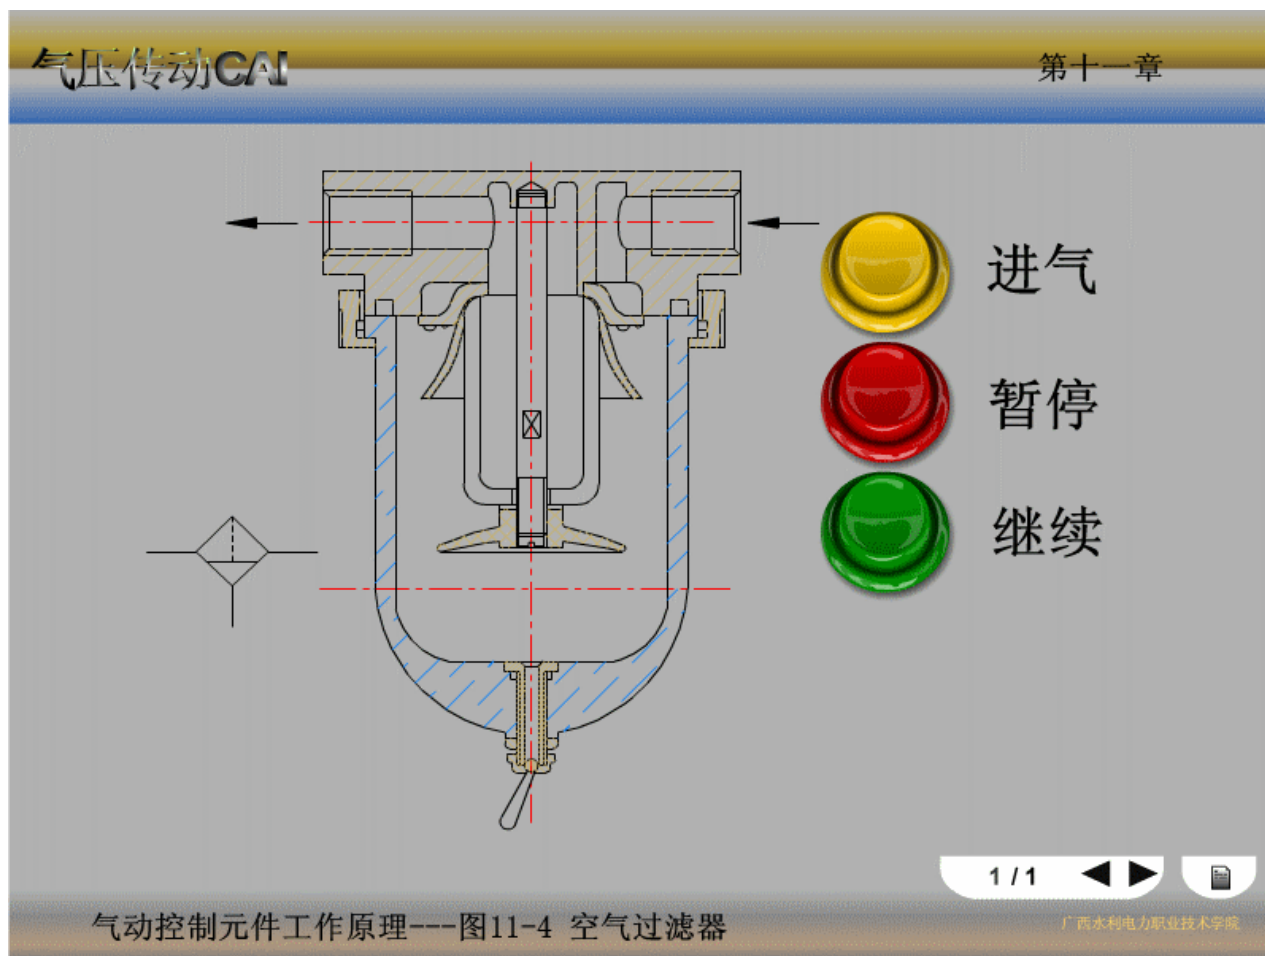 气压传动CAI
第十一章
进气
暂停
继续
1 / 1
气动控制元件工作原理---图11-4 空气过滤器
广西水利电力职业技术学院